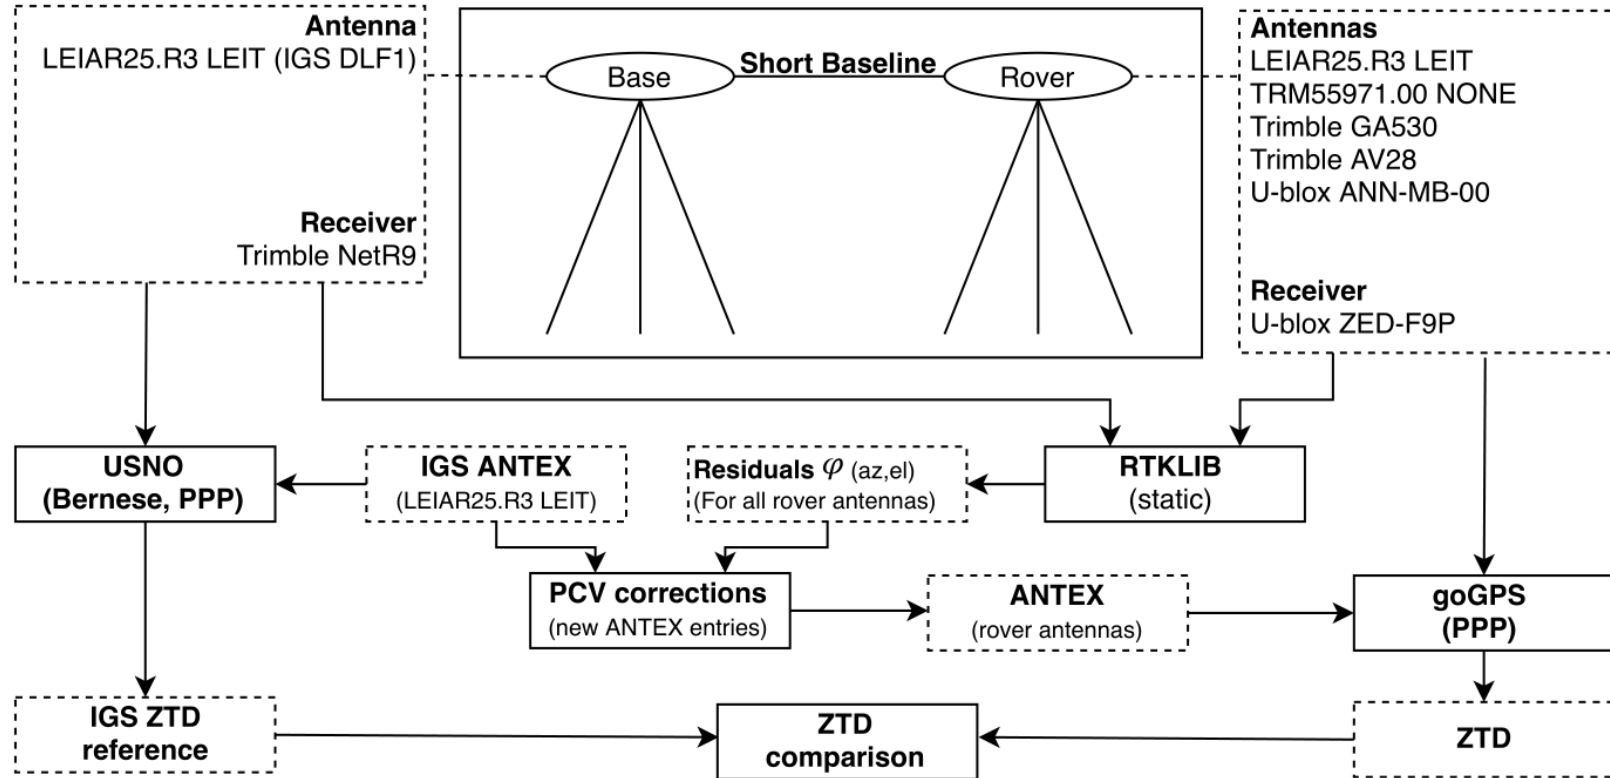 Antenna
LEIAR25.R3 LEIT (IGS DLF1)
Receiver
Trimble NetR9
Base
Short Baseline
Rover
Antennas
LEIAR25.R3 LEIT
TRM55971.00 NONE
Trimble GA530
Trimble AV28
U-blox ANN-MB-00
Receiver
U-blox ZED-F9P
USNO
(Bernese, PPP)
IGS ANTEX
(LEIAR25.R3 LEIT)
Residuals φ (az,el)
(For all rover antennas)
RTKLIB
(static)
PCV corrections
(new ANTEX entries)
ANTEX
(rover antennas)
goGPS
(PPP)
IGS ZTD
reference
ZTD
comparison
ZTD